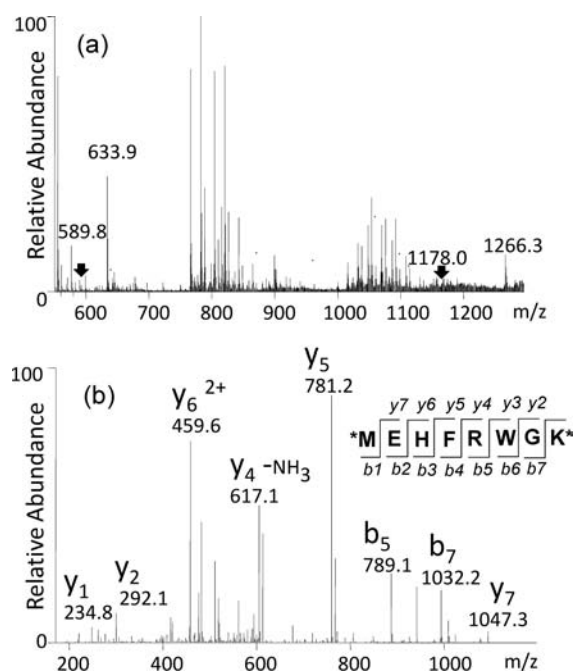 100
(a)
Relative Abundance
633.9
589.8
1178.0
1266.3
0
600 700 800 900 1000 1100 1200 m/z
100
(b)
Relative Abundance
y₅
781.2
y₆ ²⁺
459.6
y7 y6 y5 y4 y3 y2
*MEHFRWGK*
b1 b2 b3 b4 b5 b6 b7
y₄ -NH₃
617.1
b₅
789.1
b₇
1032.2
y₇
1047.3
y₁
234.8
y₂
292.1
0
200 400 600 800 1000 m/z